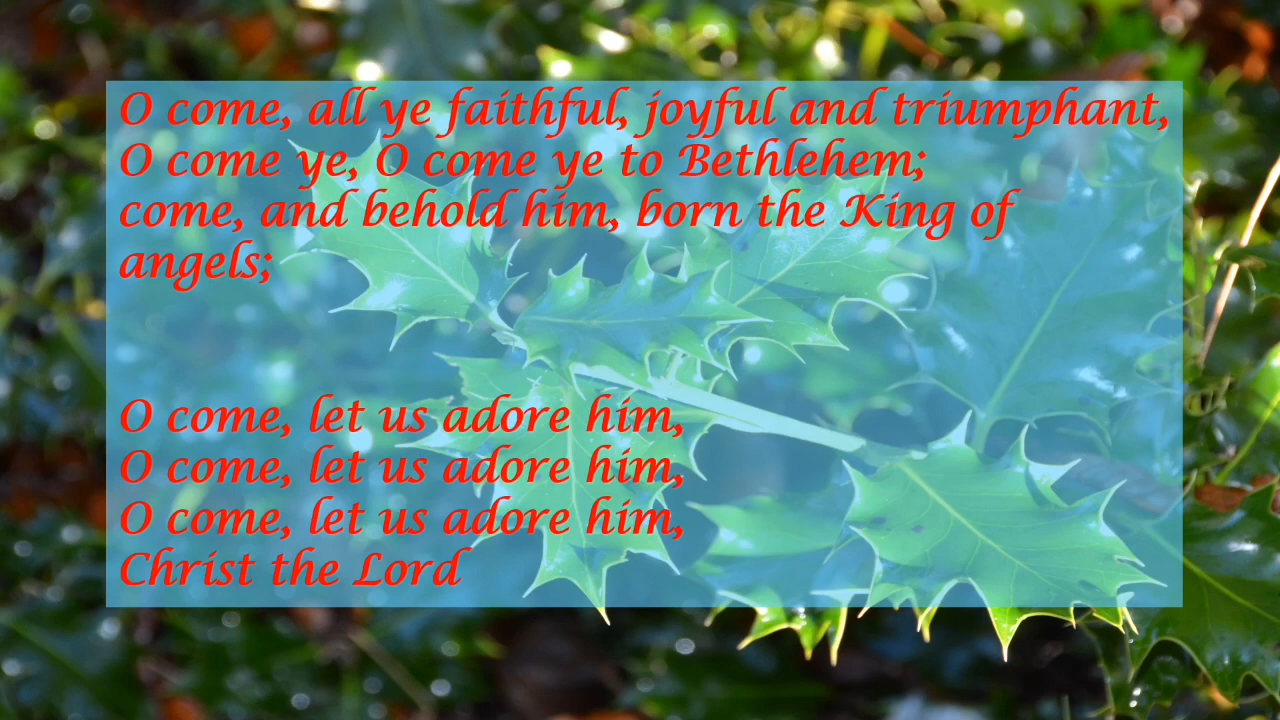 O come, all ye faithful, joyful and triumphant,
O come ye, O come ye to Bethlehem;
come, and behold him, born the King of
angels;
O come, let us adore him,
O come, let us adore him,
O come, let us adore him,
Christ the Lord